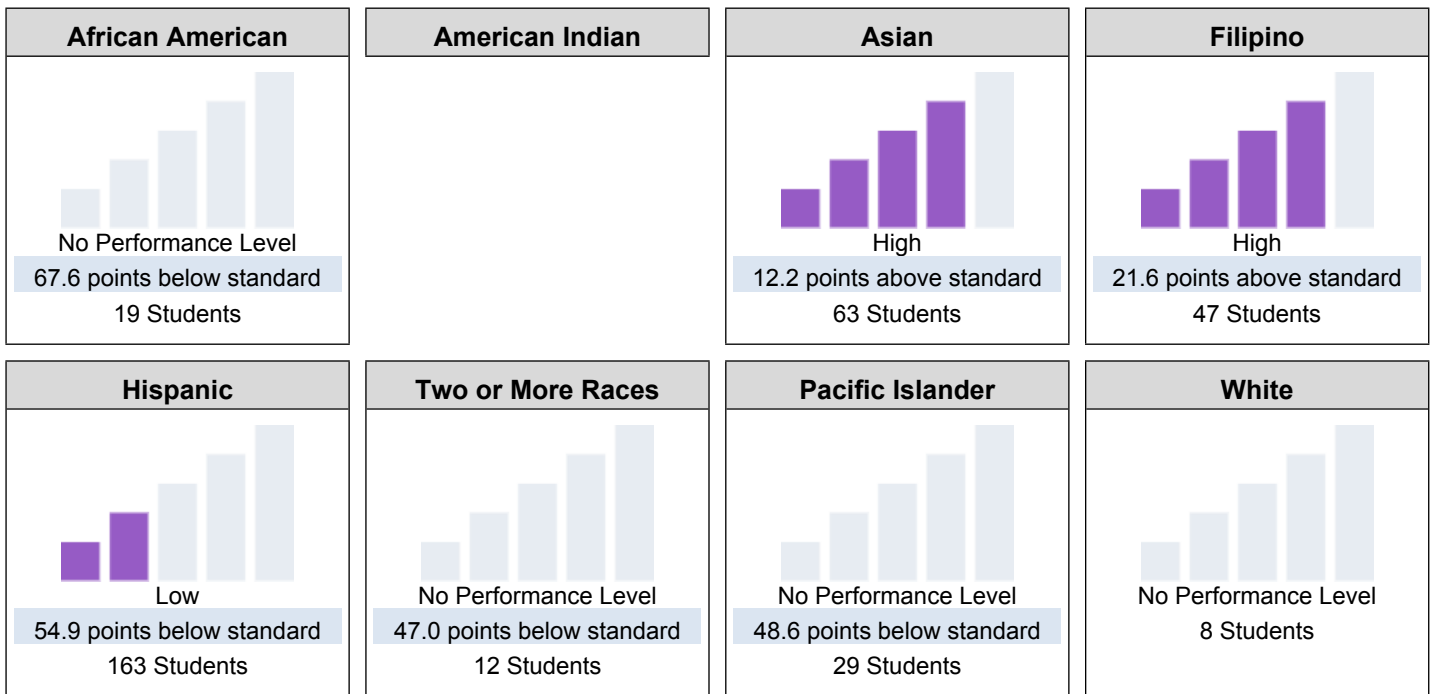 African American
No Performance Level
67.6 points below standard
19 Students
American Indian
Asian
High
12.2 points above standard
63 Students
Filipino
High
21.6 points above standard
47 Students
Hispanic
Low
54.9 points below standard
163 Students
Two or More Races
No Performance Level
47.0 points below standard
12 Students
Pacific Islander
No Performance Level
48.6 points below standard
29 Students
White
No Performance Level
8 Students